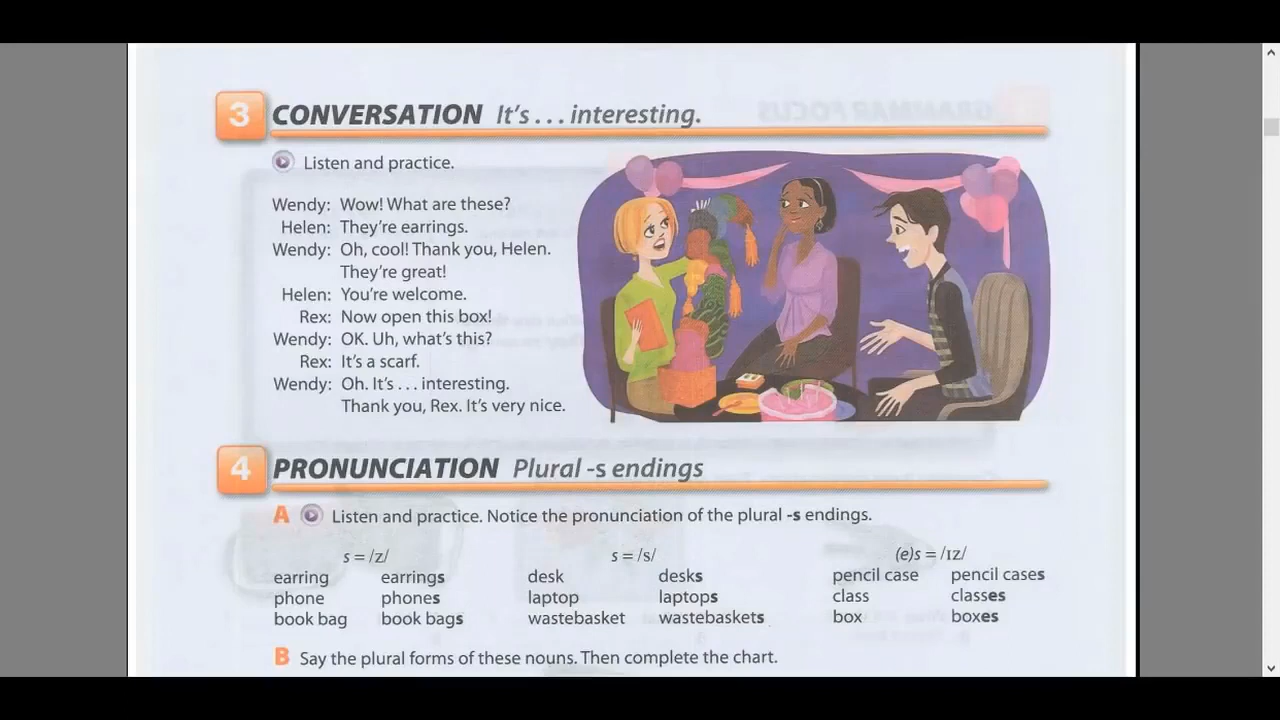 3 CONVERSATION It's . . . interesting.
Listen and practice.
Wendy: Wow! What are these?
Helen: They're earrings.
Wendy: Oh, cool! Thank you, Helen.
They're great!
Helen: You're welcome.
Rex: Now open this box!
Wendy: OK. Uh, what's this?
Rex: It's a scarf.
Wendy: Oh. It's . . . interesting.
Thank you, Rex. It's very nice.
4 PRONUNCIATION Plural -s endings
A Listen and practice. Notice the pronunciation of the plural -s endings.
s = /z/ s = /s/ (e)s = /ɪz/
earring earrings desk desks pencil case pencil cases
phone phones laptop laptops class classes
book bag book bags wastebasket wastebaskets box boxes
B Say the plural forms of these nouns. Then complete the chart.